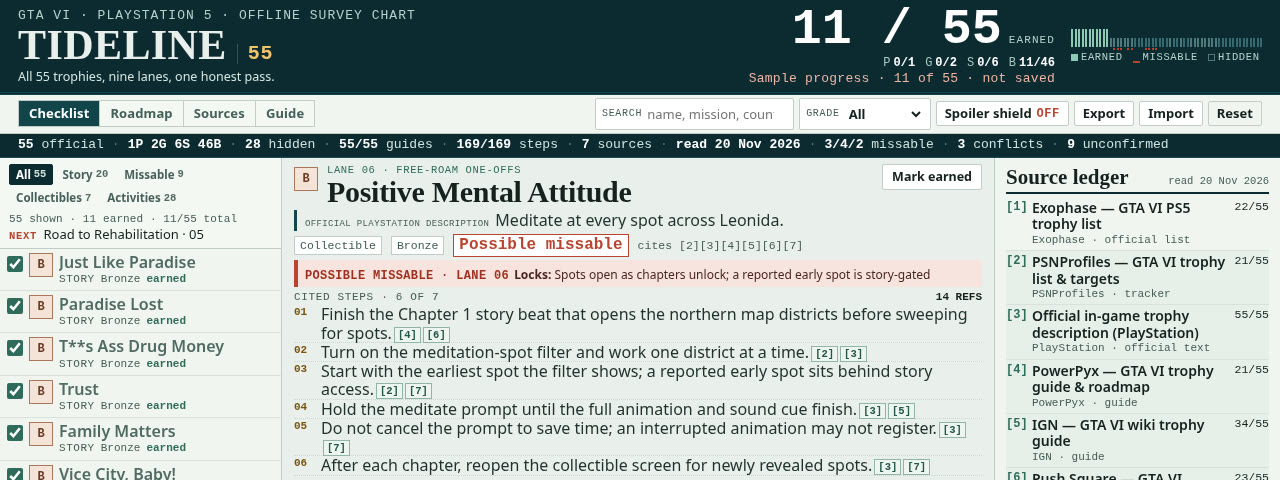 GTA VI · PLAYSTATION 5 · OFFLINE SURVEY CHART
TIDELINE 55
All 55 trophies, nine lanes, one honest pass.
11 / 55 EARNED
P 0/1 G 0/2 S 0/6 B 11/46
Sample progress · 11 of 55 · not saved
EARNED MISSABLE HIDDEN
Checklist Roadmap Sources Guide
SEARCH name, mission, coun
GRADE All
Spoiler shield OFF
Export
Import
Reset
55 official · 1P 2G 6S 46B · 28 hidden · 55/55 guides · 169/169 steps · 7 sources · read 20 Nov 2026 · 3/4/2 missable · 3 conflicts · 9 unconfirmed
All 55 Story 20 Missable 9
Collectibles 7 Activities 28
55 shown · 11 earned · 11/55 total
NEXT Road to Rehabilitation · 05
B Just Like Paradise
STORY Bronze earned
B Paradise Lost
STORY Bronze earned
B T**s Ass Drug Money
STORY Bronze earned
B Trust
STORY Bronze earned
B Family Matters
STORY Bronze earned
B Vice City, Baby!
B
LANE 06 · FREE-ROAM ONE-OFFS
Positive Mental Attitude
Mark earned
OFFICIAL PLAYSTATION DESCRIPTION Meditate at every spot across Leonida.
Collectible Bronze Possible missable cites [2][3][4][5][6][7]
POSSIBLE MISSABLE · LANE 06 Locks: Spots open as chapters unlock; a reported early spot is story-gated
CITED STEPS · 6 OF 7 14 REFS
01 Finish the Chapter 1 story beat that opens the northern map districts before sweeping
for spots. [4] [6]
02 Turn on the meditation-spot filter and work one district at a time. [2] [3]
03 Start with the earliest spot the filter shows; a reported early spot sits behind story
access. [2] [7]
04 Hold the meditate prompt until the full animation and sound cue finish. [3] [5]
05 Do not cancel the prompt to save time; an interrupted animation may not register. [3]
[7]
06 After each chapter, reopen the collectible screen for newly revealed spots. [3] [7]
Source ledger read 20 Nov 2026
[1] Exophase — GTA VI PS5 22/55
trophy list
Exophase · official list
[2] PSNProfiles — GTA VI trophy 21/55
list & targets
PSNProfiles · tracker
[3] Official in-game trophy 55/55
description (PlayStation)
PlayStation · official text
[4] PowerPyx — GTA VI trophy 21/55
guide & roadmap
PowerPyx · guide
[5] IGN — GTA VI wiki trophy 34/55
guide
IGN · guide
[6] Push Square — GTA VI 23/55